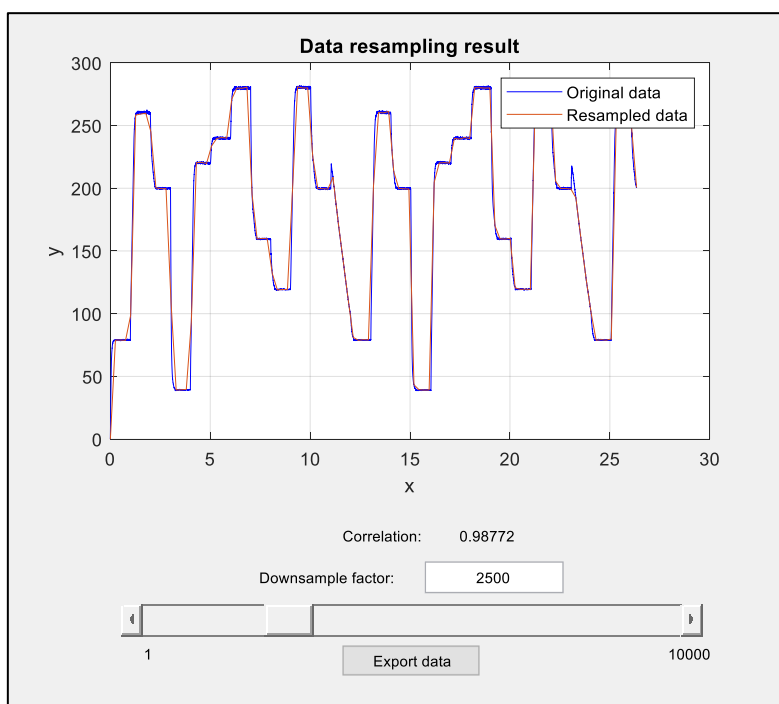 Data resampling result
300
250
200
150
100
50
0
y
Original data
Resampled data
0 5 10 15 20 25 30
x
Correlation: 0.98772
Downsample factor: 2500
1 10000
Export data